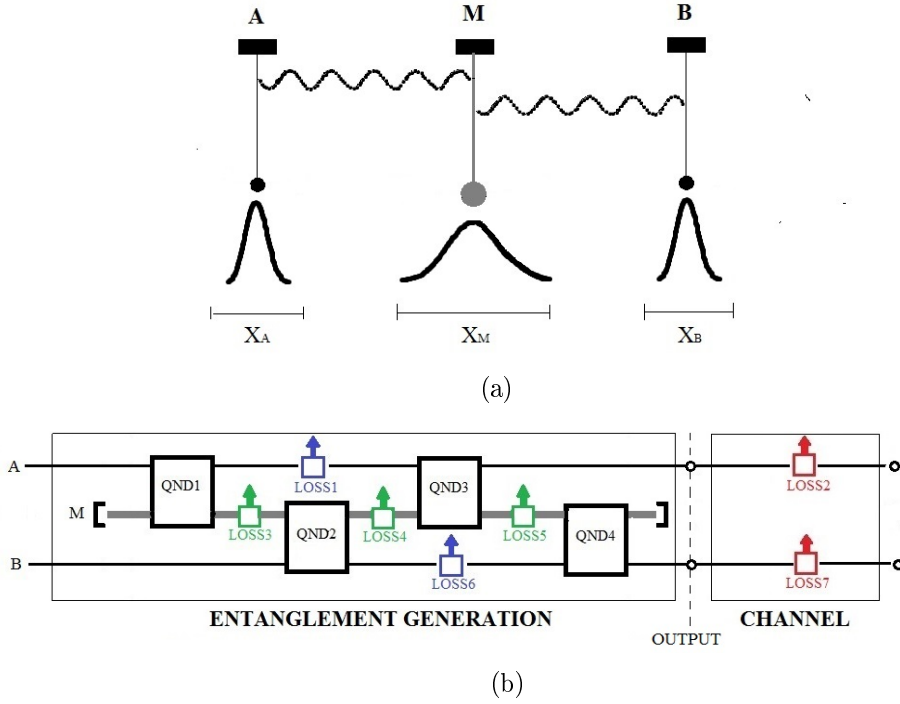 A M B
XA XM XB
(a)
A
QND1 LOSS1 QND3 LOSS2
M
LOSS3 QND2 LOSS4 LOSS5 QND4
B
LOSS6 LOSS7
ENTANGLEMENT GENERATION CHANNEL
OUTPUT
(b)